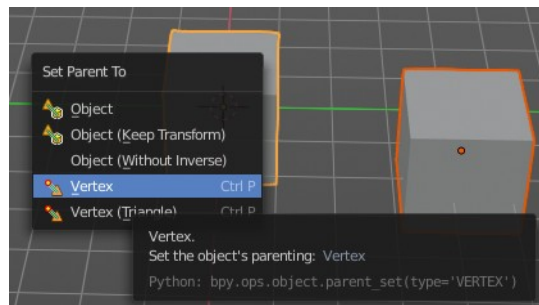 Set Parent To
Object
Object (Keep Transform)
Object (Without Inverse)
Vertex Ctrl P
Vertex (Triangle) Ctrl P
Vertex.
Set the object's parenting: Vertex
Python: bpy.ops.object.parent_set(type='VERTEX')